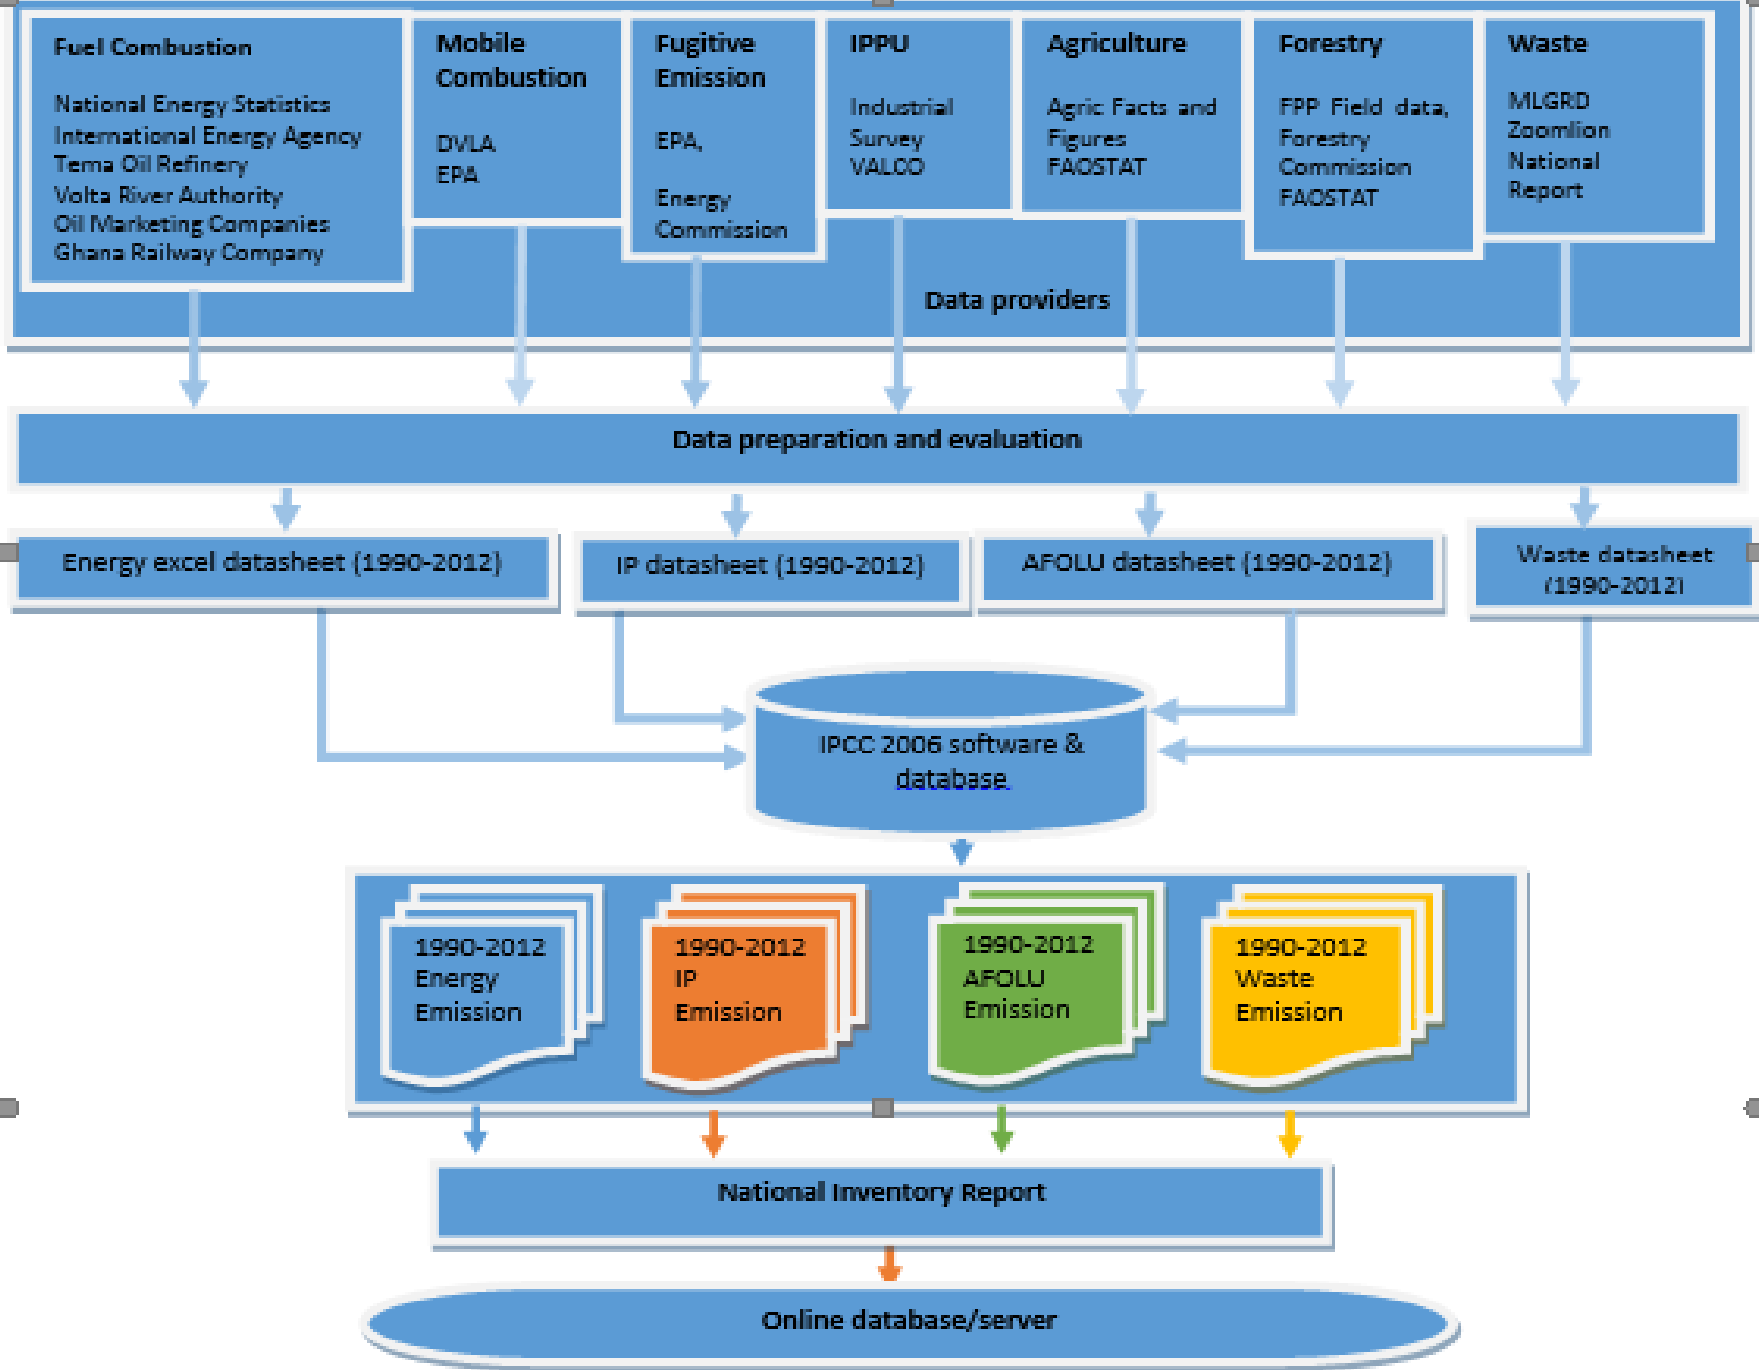 Fuel Combustion
National Energy Statistics
International Energy Agency
Tema Oil Refinery
Volta River Authority
Oil Marketing Companies
Ghana Railway Company
Mobile
Combustion
DVLA
EPA
Fugitive
Emission
EPA,
Energy
Commission
IPPU
Industrial
Survey
VALCO
Agriculture
Agric Facts and
Figures
FAOSTAT
Forestry
FPP Field data,
Forestry
Commission
FAOSTAT
Waste
MLGRD
Zoomlion
National
Report
Data providers
Data preparation and evaluation
Energy excel datasheet (1990-2012)
IP datasheet (1990-2012)
AFOLU datasheet (1990-2012)
Waste datasheet
(1990-2012)
IPCC 2006 software &
database
1990-2012
Energy
Emission
1990-2012
IP
Emission
1990-2012
AFOLU
Emission
1990-2012
Waste
Emission
National Inventory Report
Online database/server